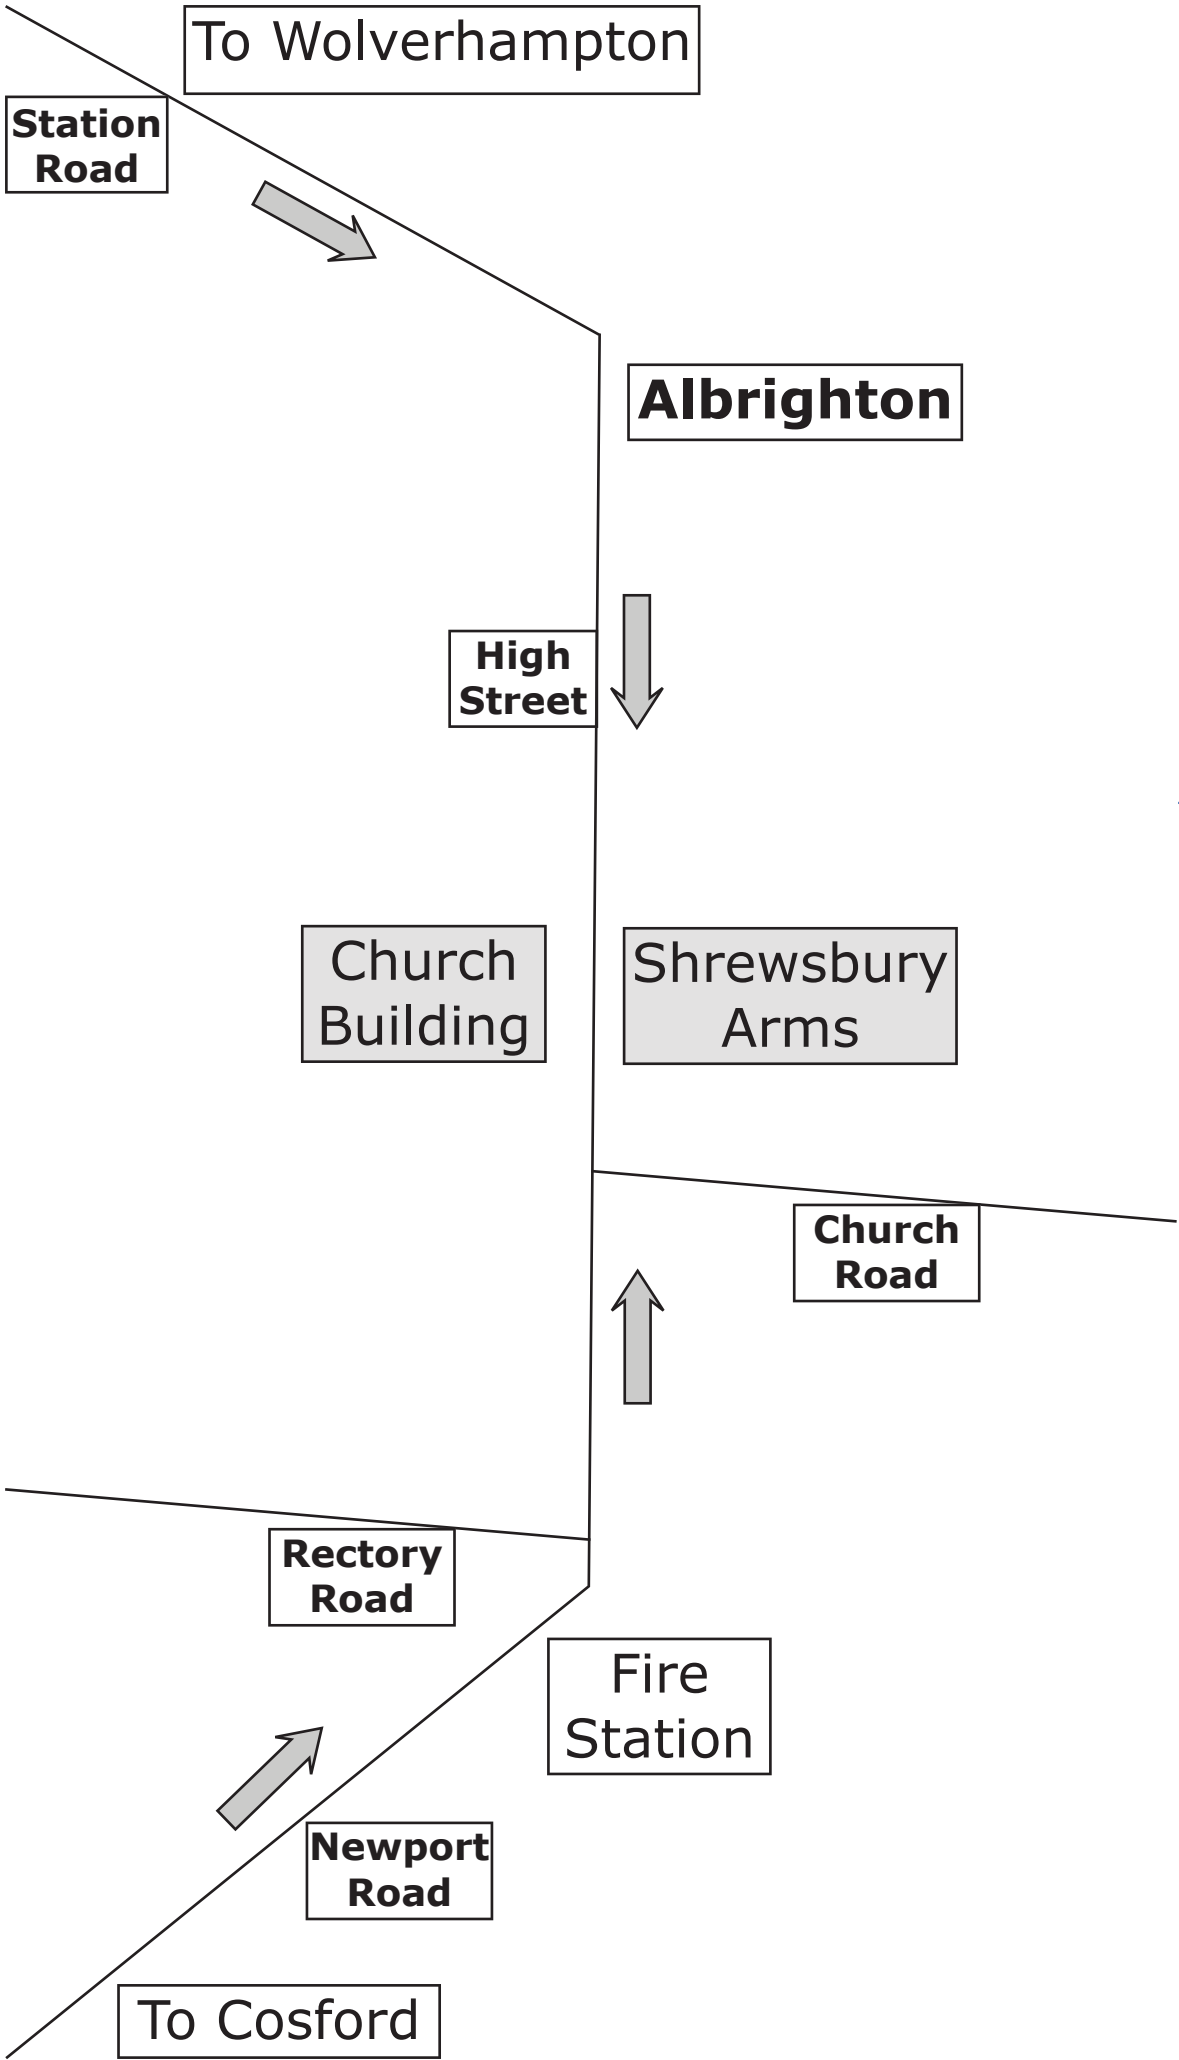 To Wolverhampton
Station
Road
Albrighton
High
Street
Church
Building
Shrewsbury
Arms
Church
Road
Rectory
Road
Fire
Station
Newport
Road
To Cosford